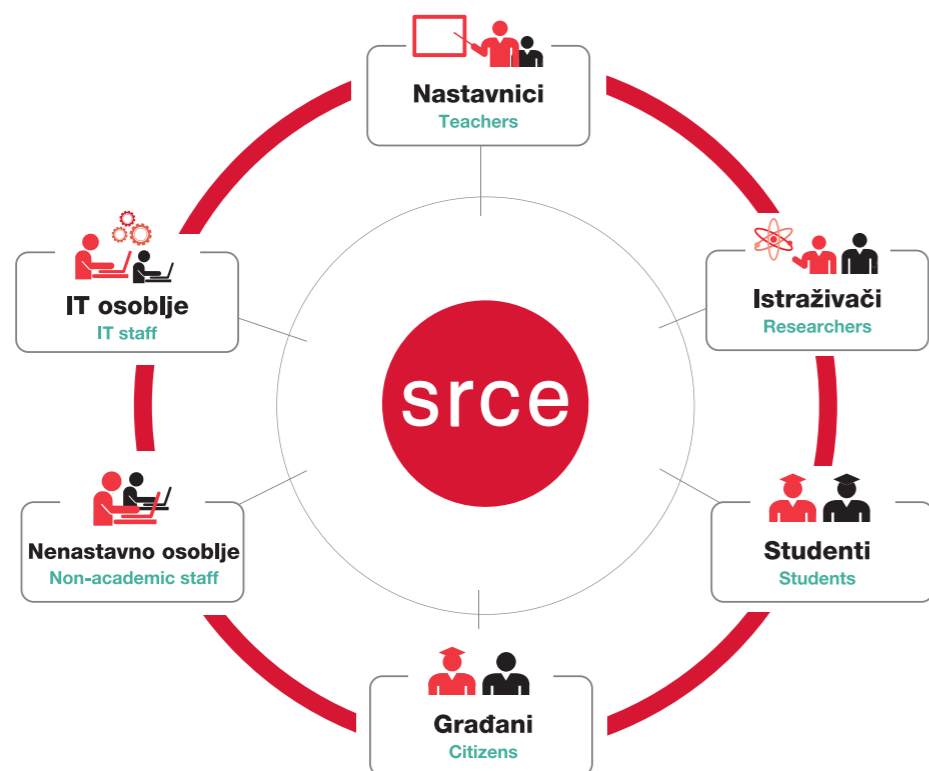 Nastavnici
Teachers
IT osoblje
IT staff
Istraživači
Researchers
srce
Nenastavno osoblje
Non-academic staff
Studenti
Students
Građani
Citizens